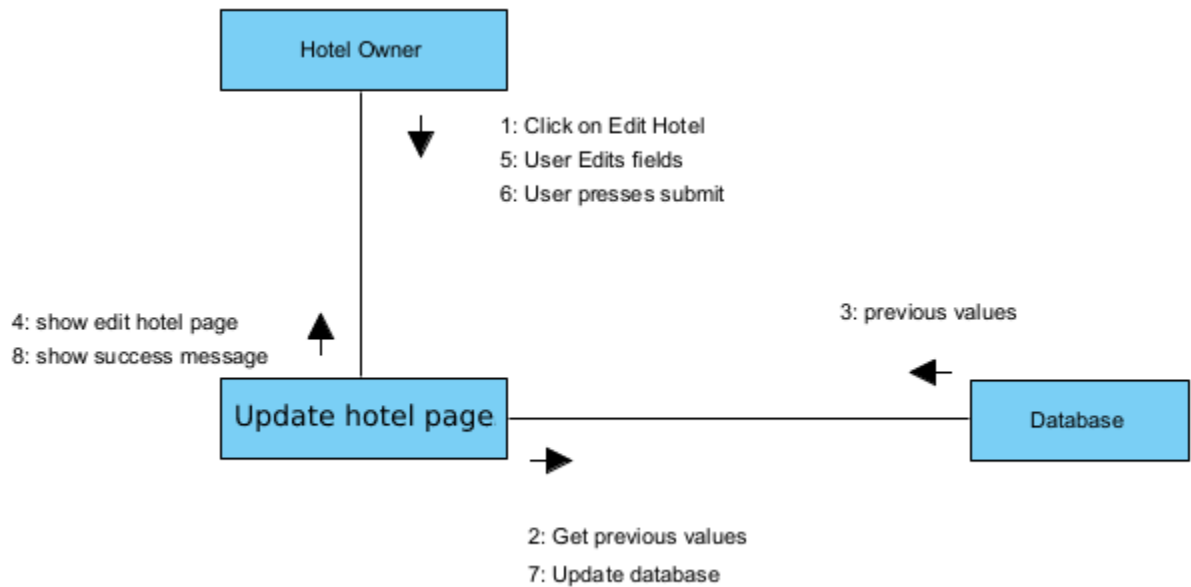 Hotel Owner
1: Click on Edit Hotel
5: User Edits fields
6: User presses submit
3: previous values
4: show edit hotel page
8: show success message
Update hotel page
Database
2: Get previous values
7: Update database